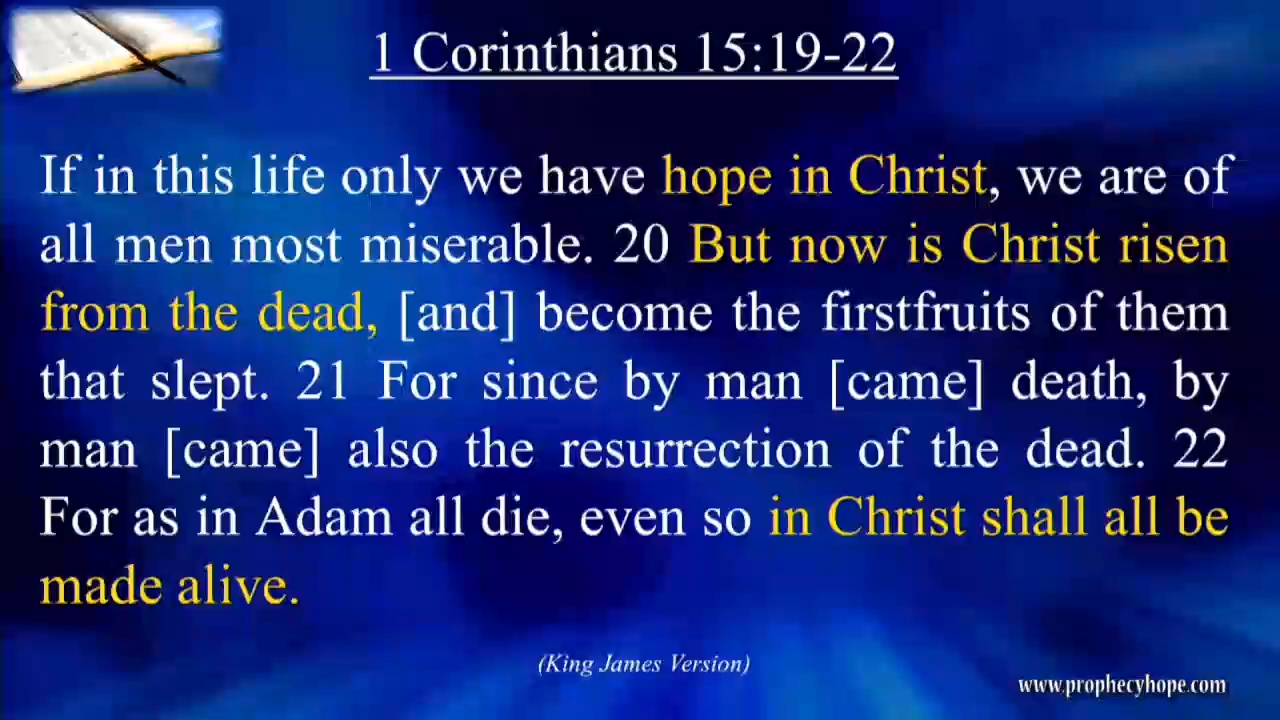 1 Corinthians 15:19-22
If in this life only we have hope in Christ, we are of
all men most miserable. 20 But now is Christ risen
from the dead, [and] become the firstfruits of them
that slept. 21 For since by man [came] death, by
man [came] also the resurrection of the dead. 22
For as in Adam all die, even so in Christ shall all be
made alive.
(King James Version)
www.prophecyhope.com